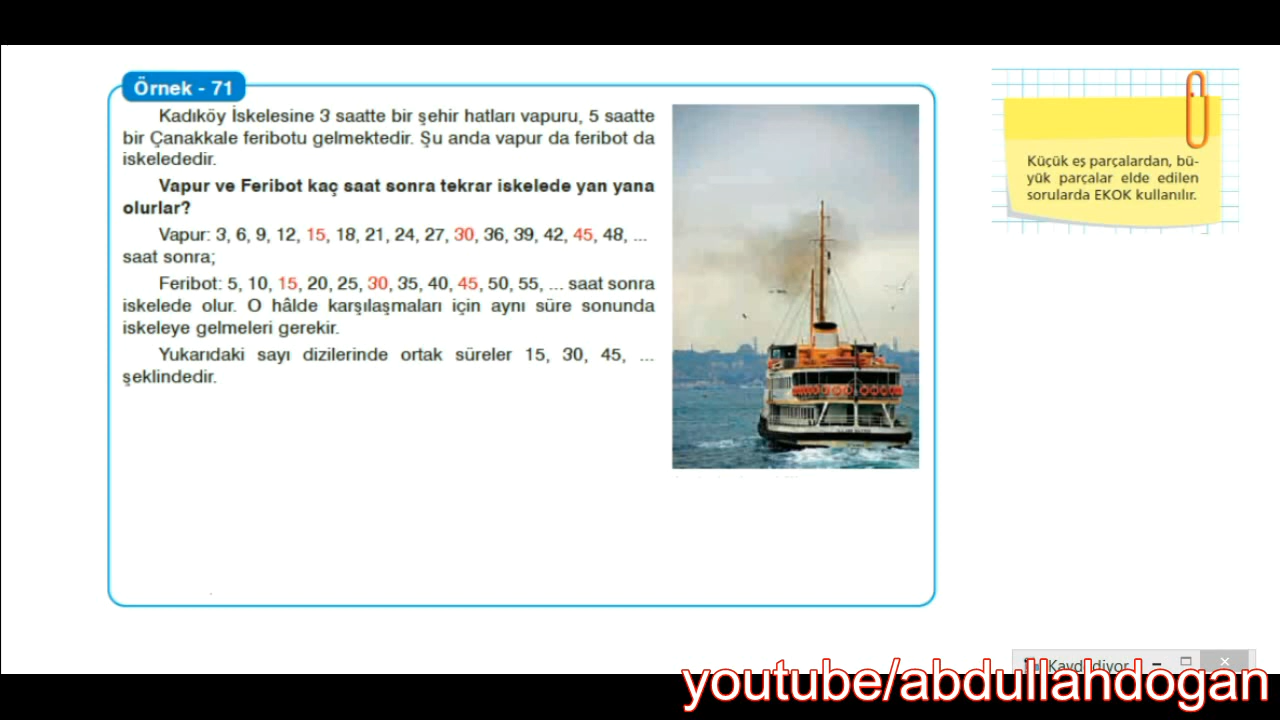 Örnek - 71
Kadıköy İskelesine 3 saatte bir şehir hatları vapuru, 5 saatte
bir Çanakkale feribotu gelmektedir. Şu anda vapur da feribot da
iskelededir.
Vapur ve Feribot kaç saat sonra tekrar iskelede yan yana
olurlar?
Vapur: 3, 6, 9, 12, 15, 18, 21, 24, 27, 30, 36, 39, 42, 45, 48, ...
saat sonra;
Feribot: 5, 10, 15, 20, 25, 30, 35, 40, 45, 50, 55, ... saat sonra
iskelede olur. O hâlde karşılaşmaları için aynı süre sonunda
iskeleye gelmeleri gerekir.
Yukarıdaki sayı dizilerinde ortak süreler 15, 30, 45, ...
şeklindedir.
Küçük eş parçalardan, bü-
yük parçalar elde edilen
sorularda EKOK kullanılır.
Kaydediyor
youtube/abdullahdogan